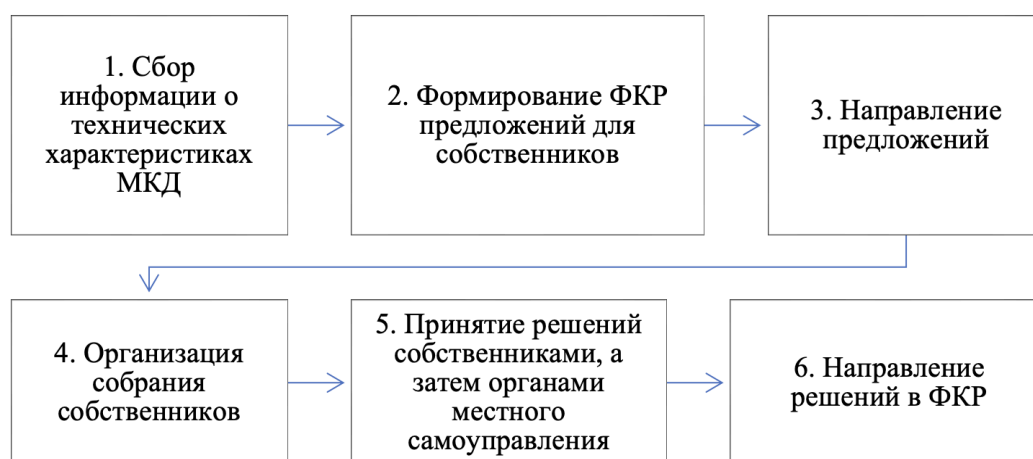 1. Сбор
информации о
технических
характеристиках
МКД
2. Формирование ФКР
предложений для
собственников
3. Направление
предложений
4. Организация
собрания
собственников
5. Принятие решений
собственниками, а
затем органами
местного
самоуправления
6. Направление
решений в ФКР